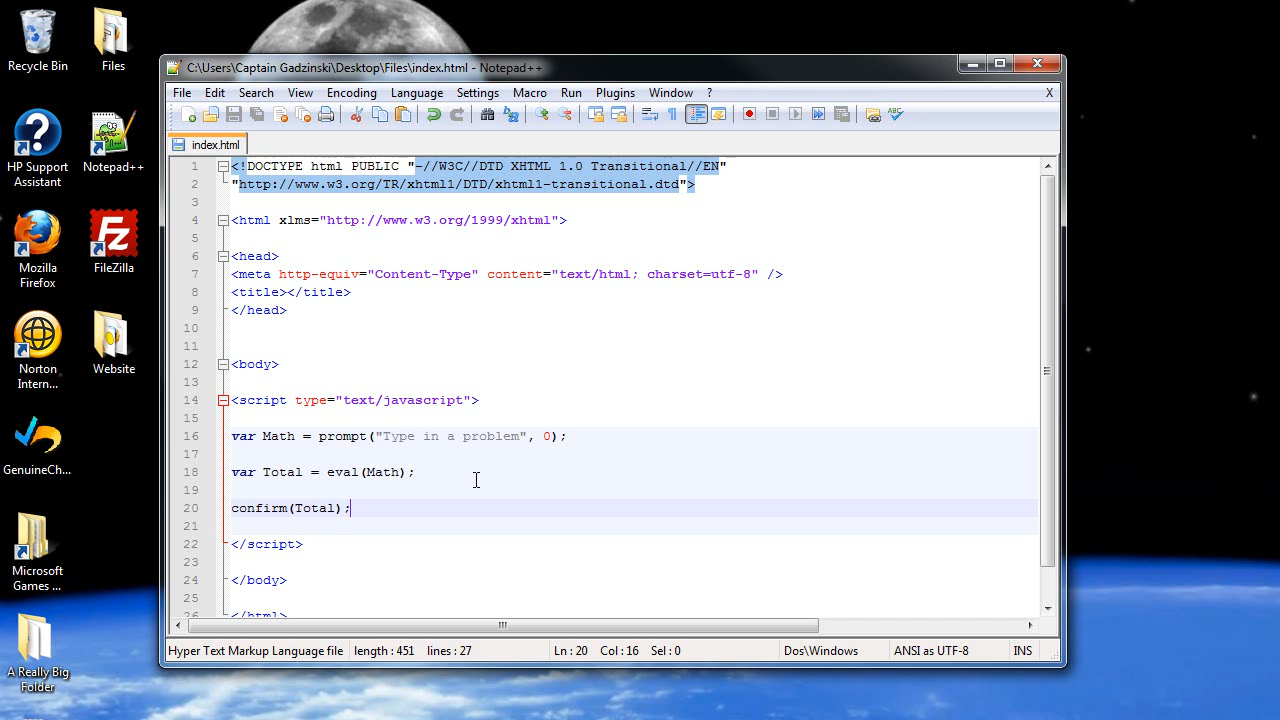 Recycle Bin
Files
HP Support
Assistant
Notepad++
Mozilla
Firefox
FileZilla
Norton
Intern...
Website
GenuineCh...
Microsoft
Games ...
A Really Big
Folder
C:\Users\Captain Gadzinski\Desktop\Files\index.html - Notepad++
File Edit Search View Encoding Language Settings Macro Run Plugins Window ? X
index.html
1 <!DOCTYPE html PUBLIC "-//W3C//DTD XHTML 1.0 Transitional//EN"
2 "http://www.w3.org/TR/xhtml1/DTD/xhtml1-transitional.dtd">
3
4 <html xlms="http://www.w3.org/1999/xhtml">
5
6 <head>
7 <meta http-equiv="Content-Type" content="text/html; charset=utf-8" />
8 <title></title>
9 </head>
10
11
12 <body>
13
14 <script type="text/javascript">
15
16 var Math = prompt("Type in a problem", 0);
17
18 var Total = eval(Math);
19
20 confirm(Total);
21
22 </script>
23
24 </body>
25
26 </html>
Hyper Text Markup Language file length : 451 lines : 27 Ln : 20 Col : 16 Sel : 0 Dos\Windows ANSI as UTF-8 INS